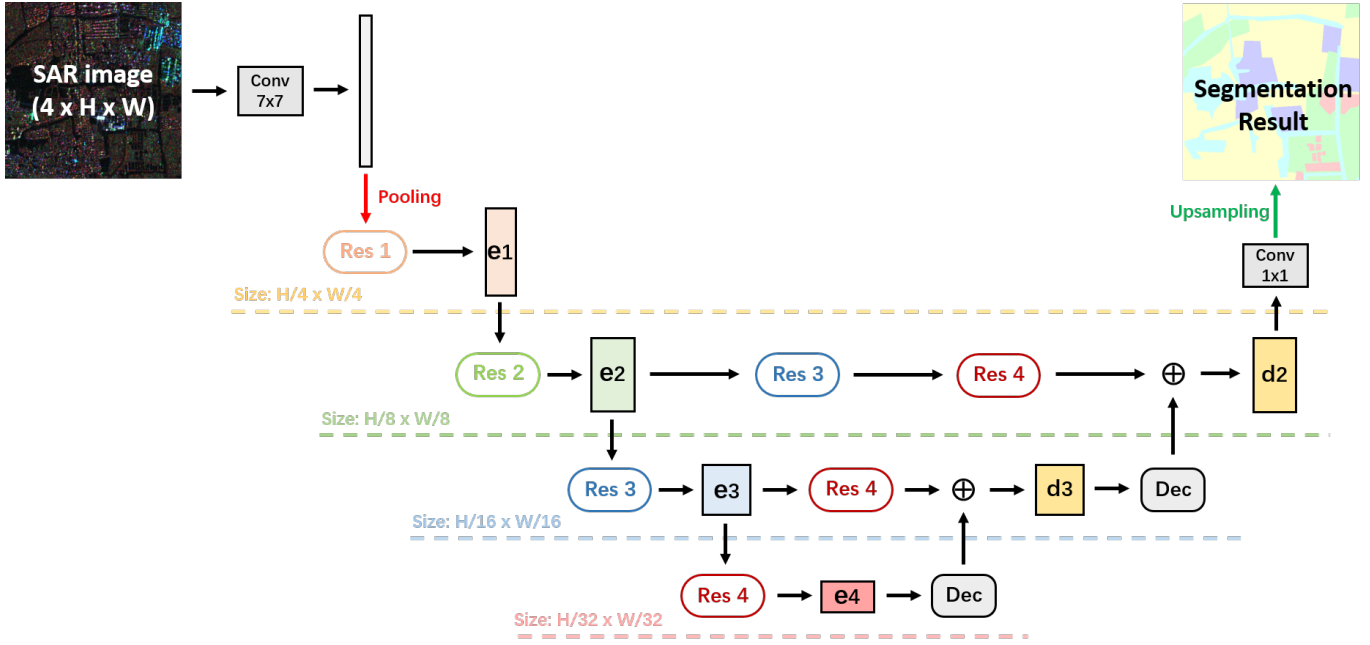 SAR image
(4 x H x W)
Conv
7x7
Pooling
Res 1
e1
Size: H/4 x W/4
Segmentation
Result
Upsampling
Conv
1x1
Res 2
e2
Res 3
Res 4
d2
Size: H/8 x W/8
Res 3
e3
Res 4
d3
Dec
Size: H/16 x W/16
Res 4
e4
Dec
Size: H/32 x W/32